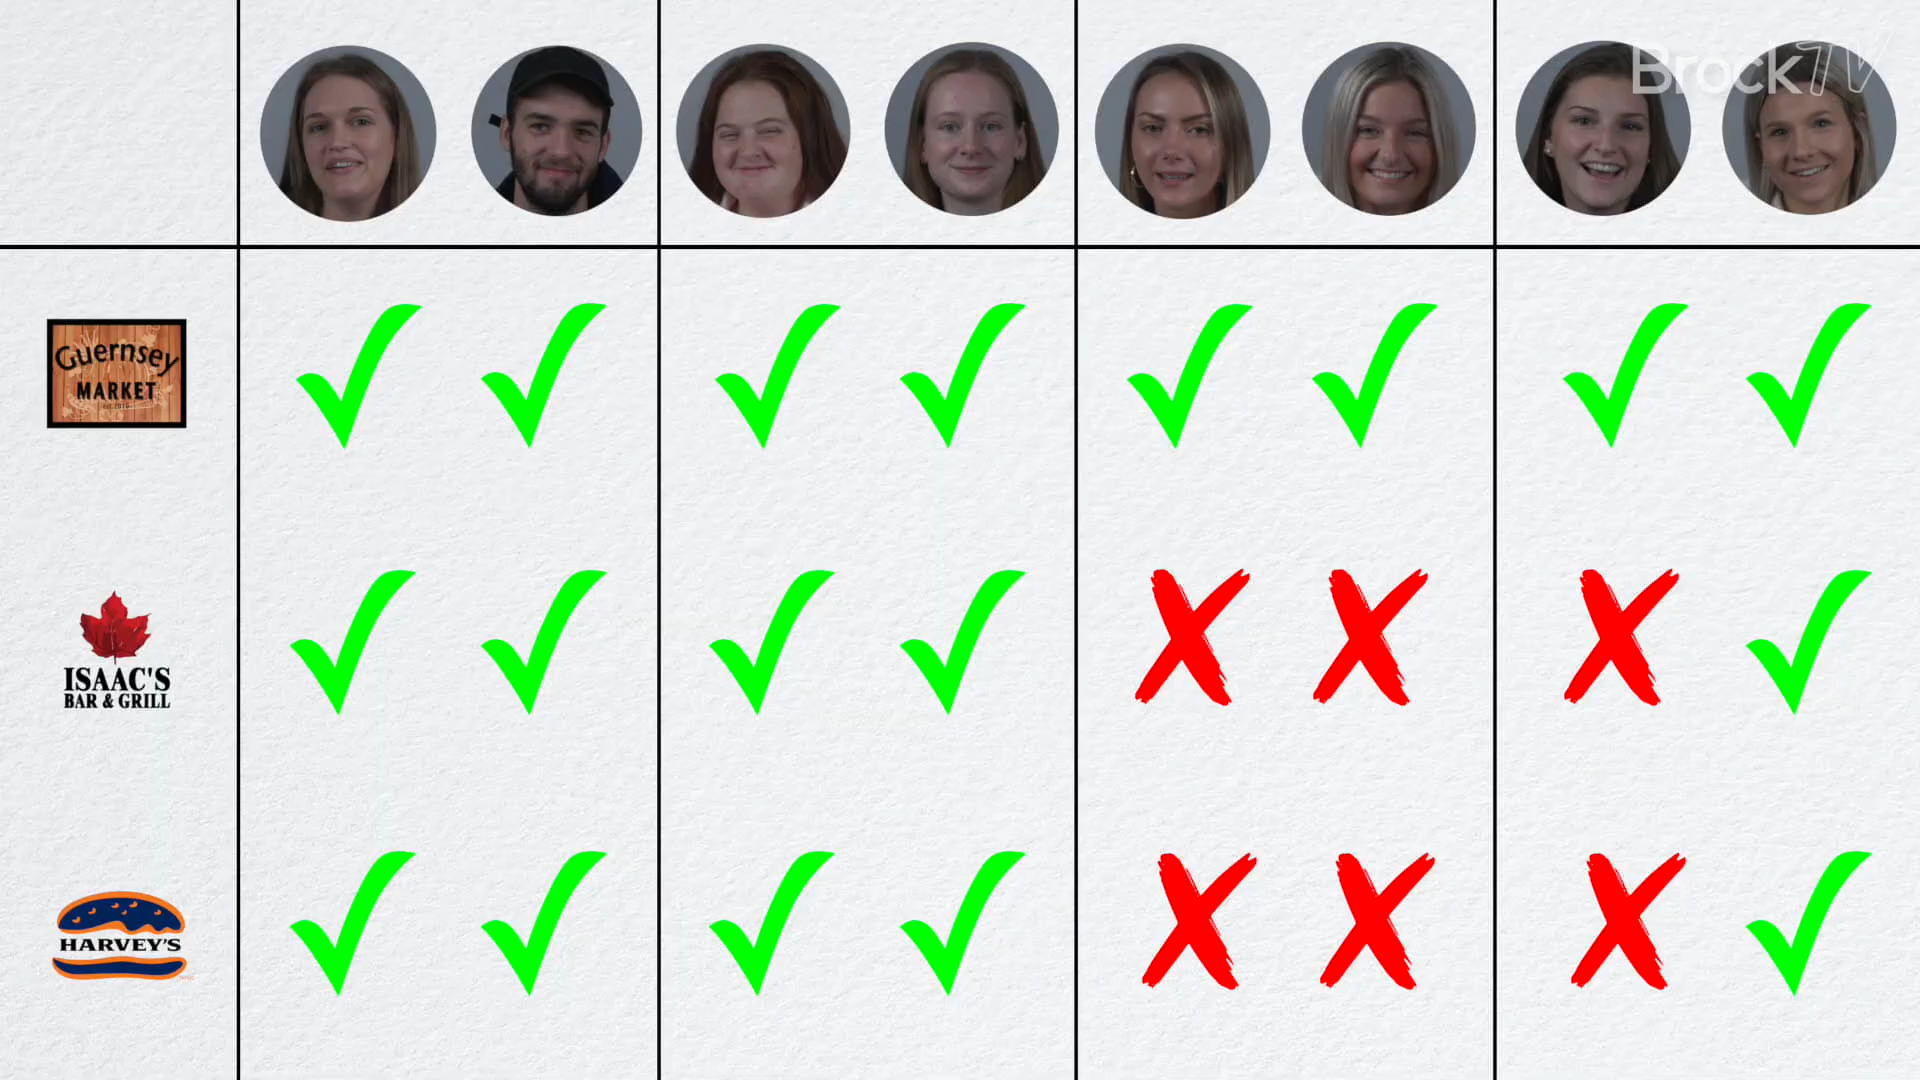 BrockTV
Guernsey
MARKET
ISAAC'S
BAR & GRILL
HARVEY'S